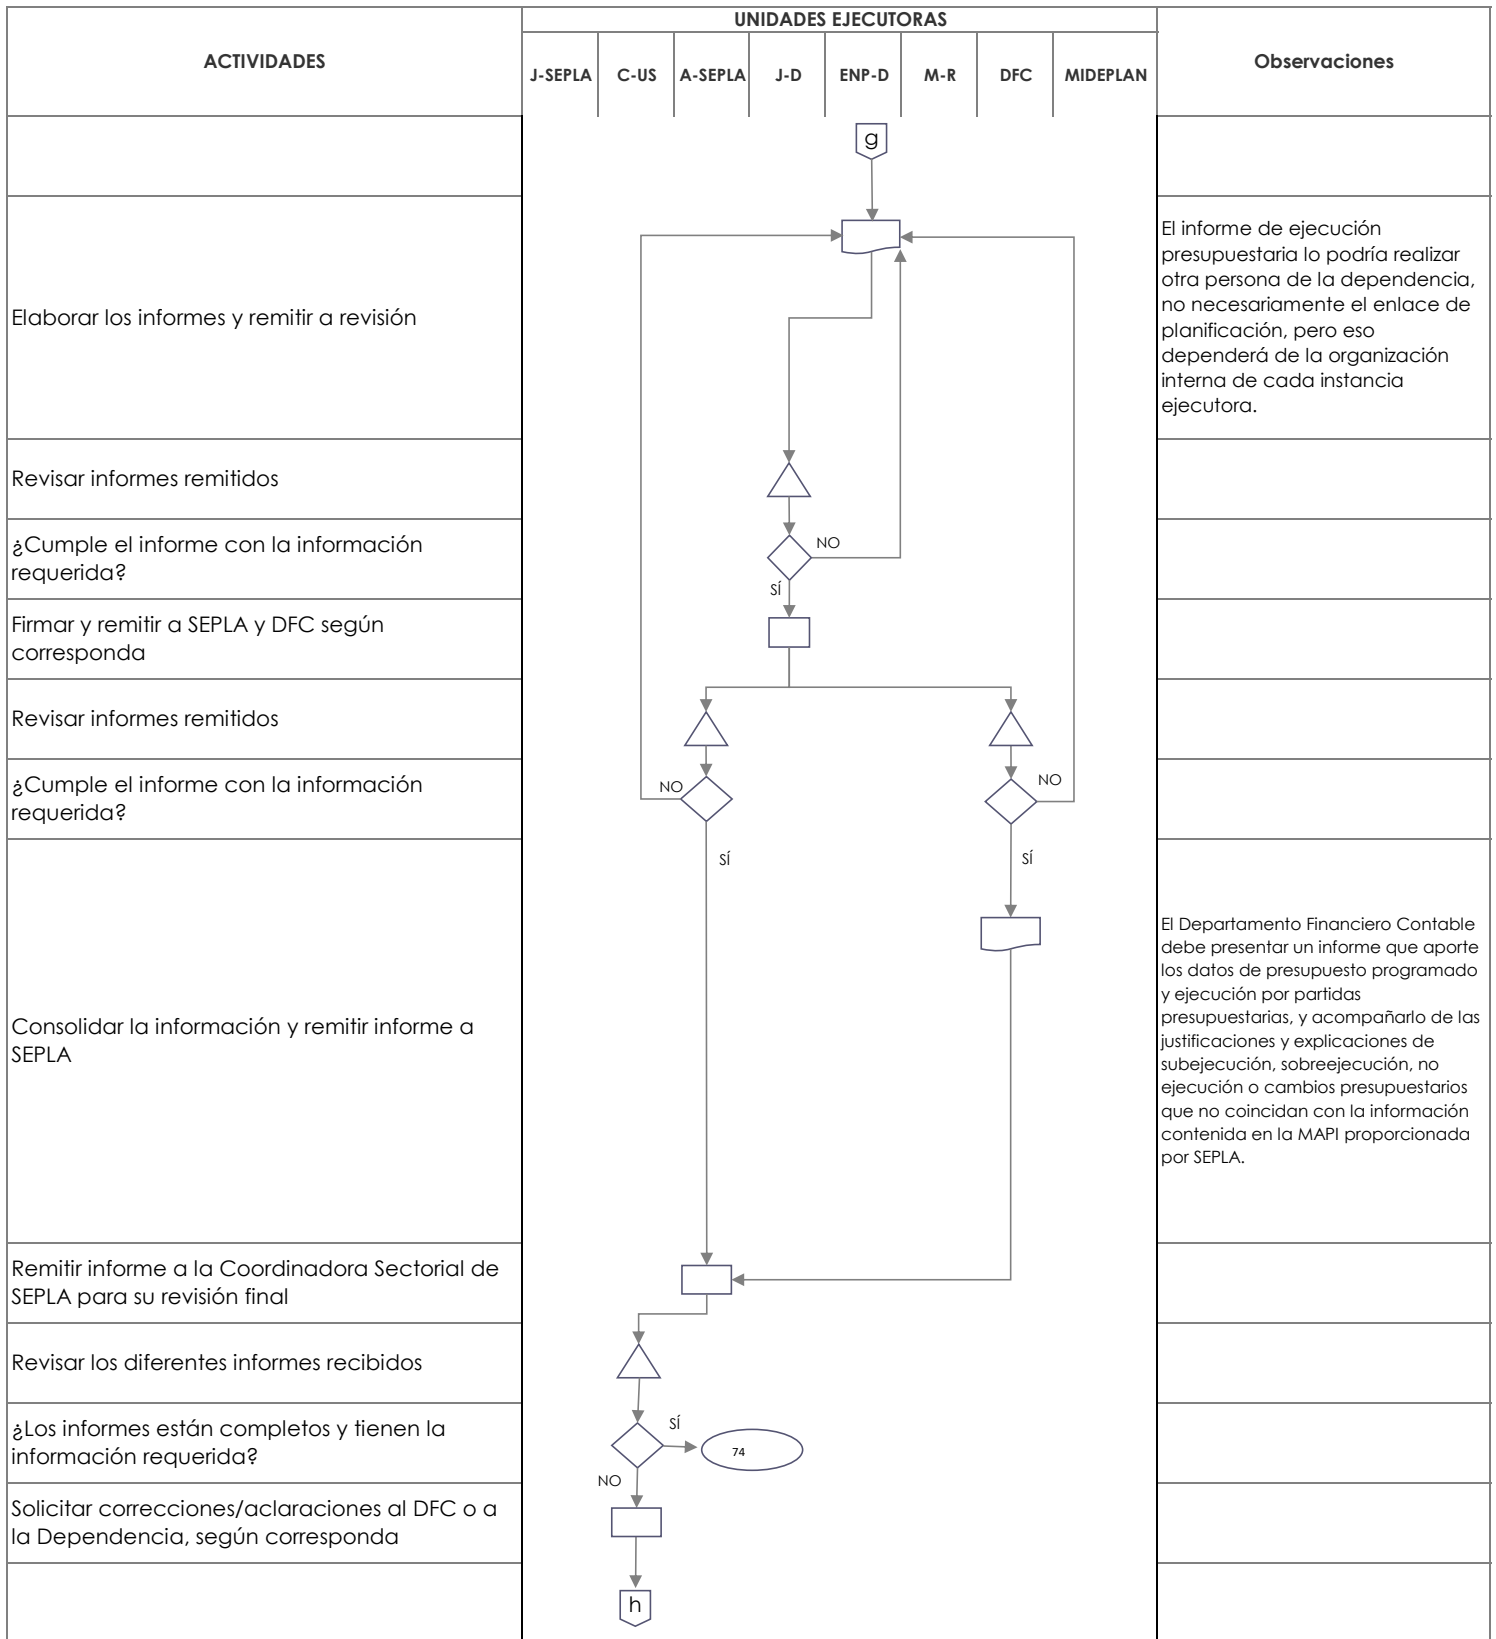 ACTIVIDADES
UNIDADES EJECUTORAS
Observaciones
J-SEPLA
C-US
A-SEPLA
J-D
ENP-D
M-R
DFC
MIDEPLAN
g
Elaborar los informes y remitir a revisión
El informe de ejecución
presupuestaria lo podría realizar
otra persona de la dependencia,
no necesariamente el enlace de
planificación, pero eso
dependerá de la organización
interna de cada instancia
ejecutora.
Revisar informes remitidos
¿Cumple el informe con la información
requerida?
NO
SÍ
Firmar y remitir a SEPLA y DFC según
corresponda
Revisar informes remitidos
¿Cumple el informe con la información
requerida?
NO
NO
SÍ
SÍ
Consolidar la información y remitir informe a
SEPLA
El Departamento Financiero Contable
debe presentar un informe que aporte
los datos de presupuesto programado
y ejecución por partidas
presupuestarias, y acompañarlo de las
justificaciones y explicaciones de
subejecución, sobreejecución, no
ejecución o cambios presupuestarios
que no coincidan con la información
contenida en la MAPI proporcionada
por SEPLA.
Remitir informe a la Coordinadora Sectorial de
SEPLA para su revisión final
Revisar los diferentes informes recibidos
¿Los informes están completos y tienen la
información requerida?
SÍ
74
NO
Solicitar correcciones/aclaraciones al DFC o a
la Dependencia, según corresponda
h